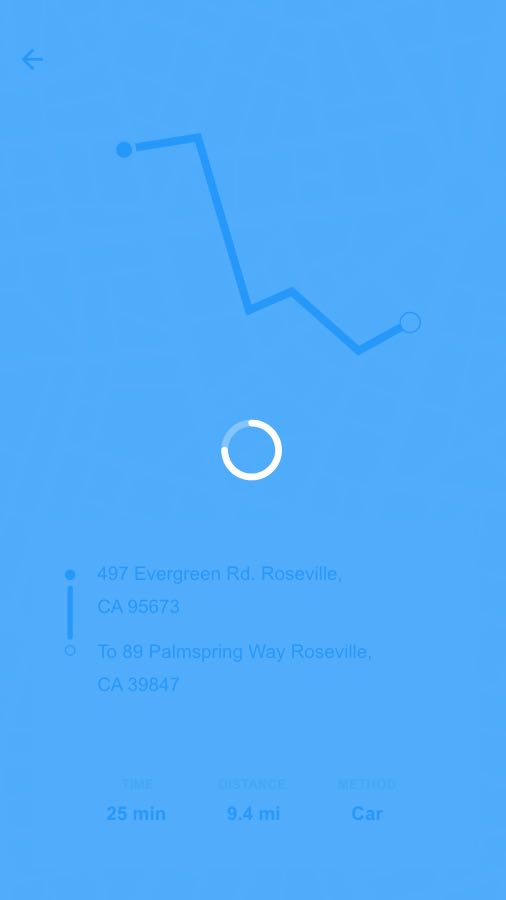 497 Evergreen Rd. Roseville,
CA 95673
To 89 Palmspring Way Roseville,
CA 39847
TIME DISTANCE METHOD
25 min 9.4 mi Car